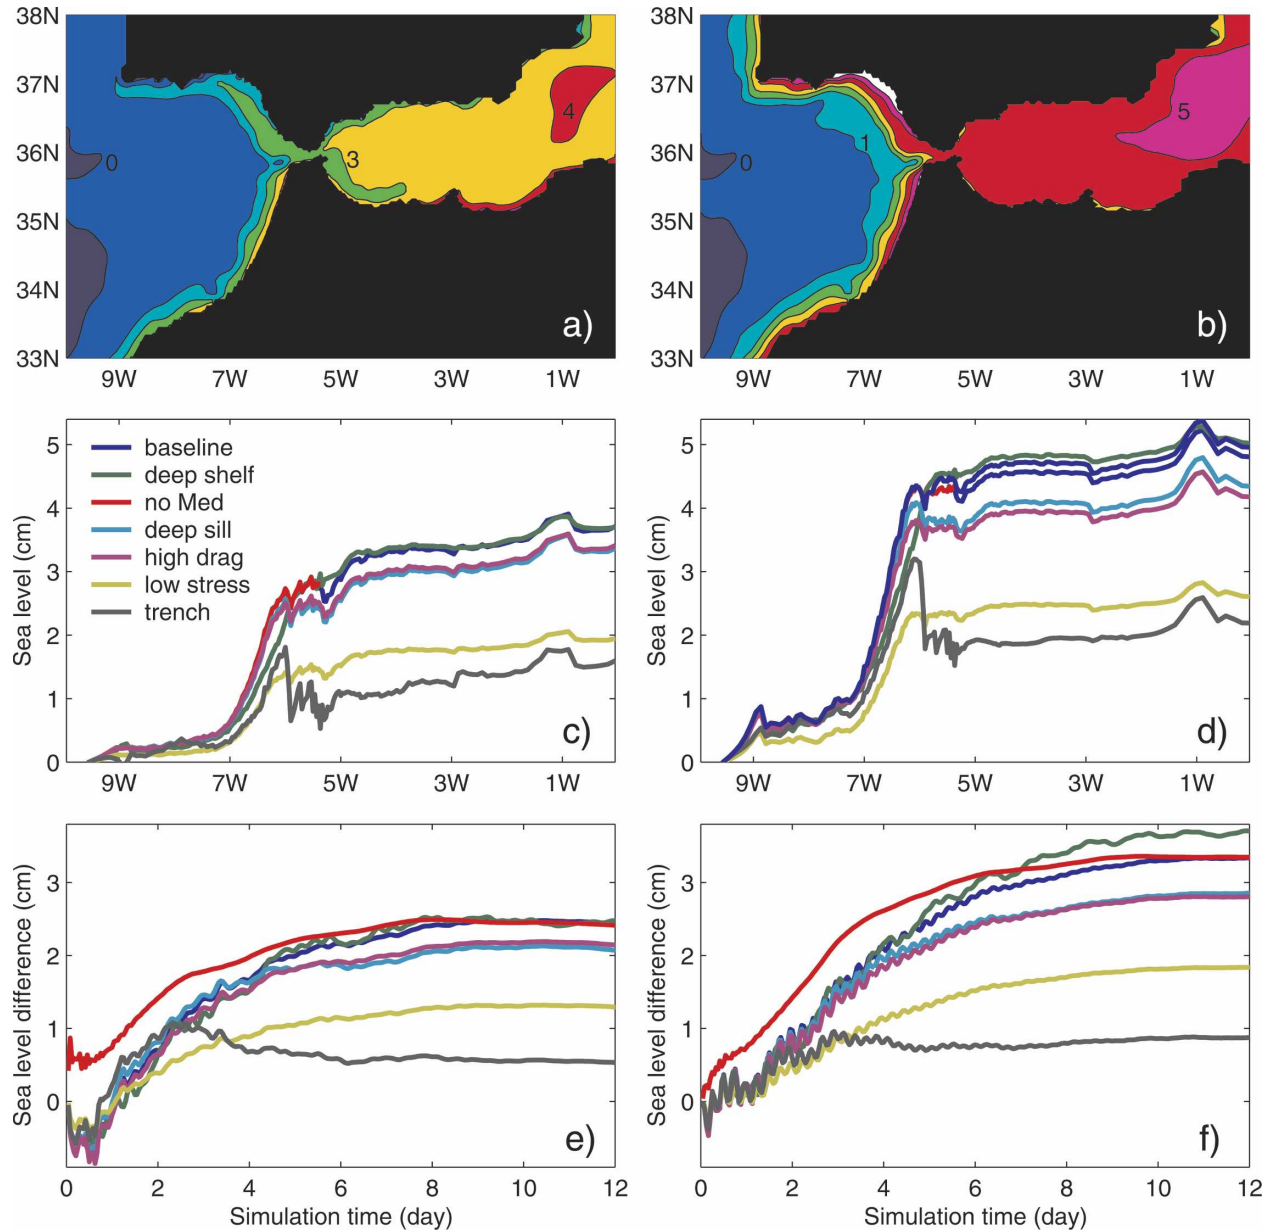 38N
37N
36N
35N
34N
33N
0
3
4
a)
9W 7W 5W 3W 1W
38N
37N
36N
35N
34N
33N
0
1
5
b)
9W 7W 5W 3W 1W
Sea level (cm)
5
4
3
2
1
0
baseline
deep shelf
no Med
deep sill
high drag
low stress
trench
c)
9W 7W 5W 3W 1W
Sea level (cm)
5
4
3
2
1
0
d)
9W 7W 5W 3W 1W
Sea level difference (cm)
3
2
1
0
e)
0 2 4 6 8 10 12
Simulation time (day)
Sea level difference (cm)
3
2
1
0
f)
0 2 4 6 8 10 12
Simulation time (day)